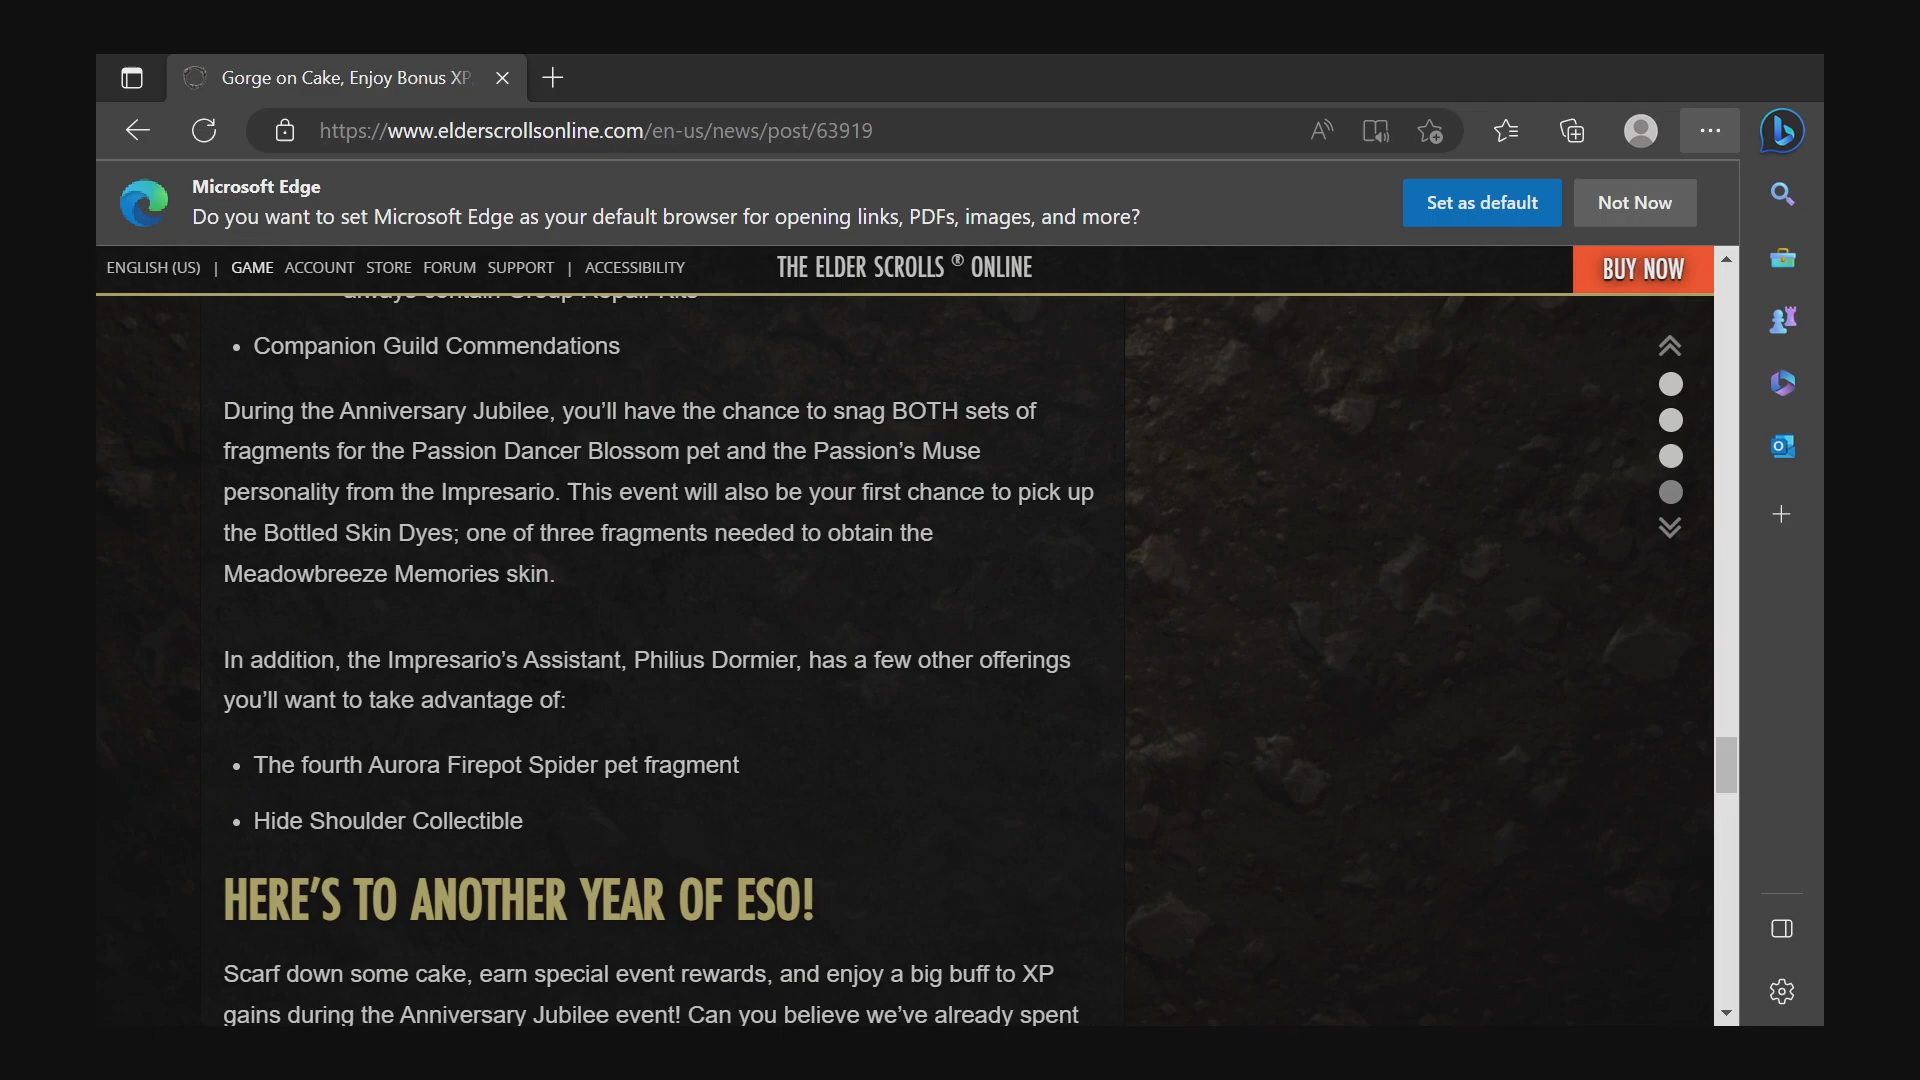 Gorge on Cake, Enjoy Bonus XP
https://www.elderscrollsonline.com/en-us/news/post/63919
Microsoft Edge
Do you want to set Microsoft Edge as your default browser for opening links, PDFs, images, and more?
Set as default
Not Now
ENGLISH (US) | GAME ACCOUNT STORE FORUM SUPPORT | ACCESSIBILITY
THE ELDER SCROLLS ® ONLINE
BUY NOW
always contain Group Repair Kits
• Companion Guild Commendations
During the Anniversary Jubilee, you’ll have the chance to snag BOTH sets of
fragments for the Passion Dancer Blossom pet and the Passion’s Muse
personality from the Impresario. This event will also be your first chance to pick up
the Bottled Skin Dyes; one of three fragments needed to obtain the
Meadowbreeze Memories skin.
In addition, the Impresario’s Assistant, Philius Dormier, has a few other offerings
you’ll want to take advantage of:
• The fourth Aurora Firepot Spider pet fragment
• Hide Shoulder Collectible
HERE’S TO ANOTHER YEAR OF ESO!
Scarf down some cake, earn special event rewards, and enjoy a big buff to XP
gains during the Anniversary Jubilee event! Can you believe we’ve already spent